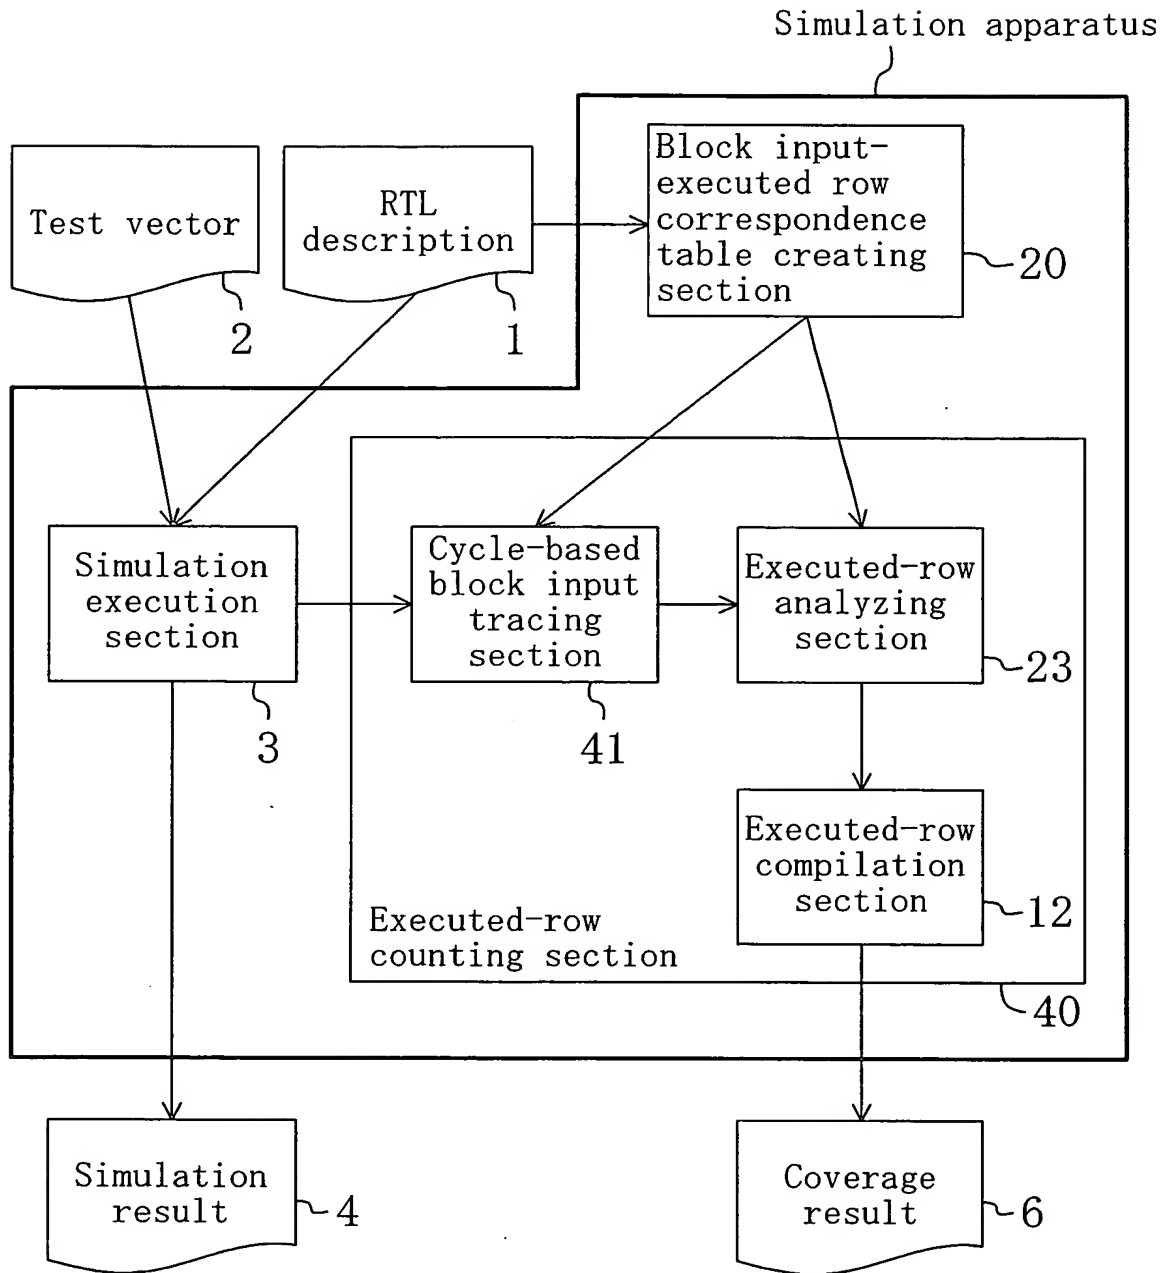 Simulation apparatus
Test vector
2
RTL
description
1
Block input-
executed row
correspondence
table creating
section
20
Simulation
execution
section
3
Cycle-based
block input
tracing
section
41
Executed-row
analyzing
section
23
Executed-row
compilation
section
12
Executed-row
counting section
40
Simulation
result
4
Coverage
result
6